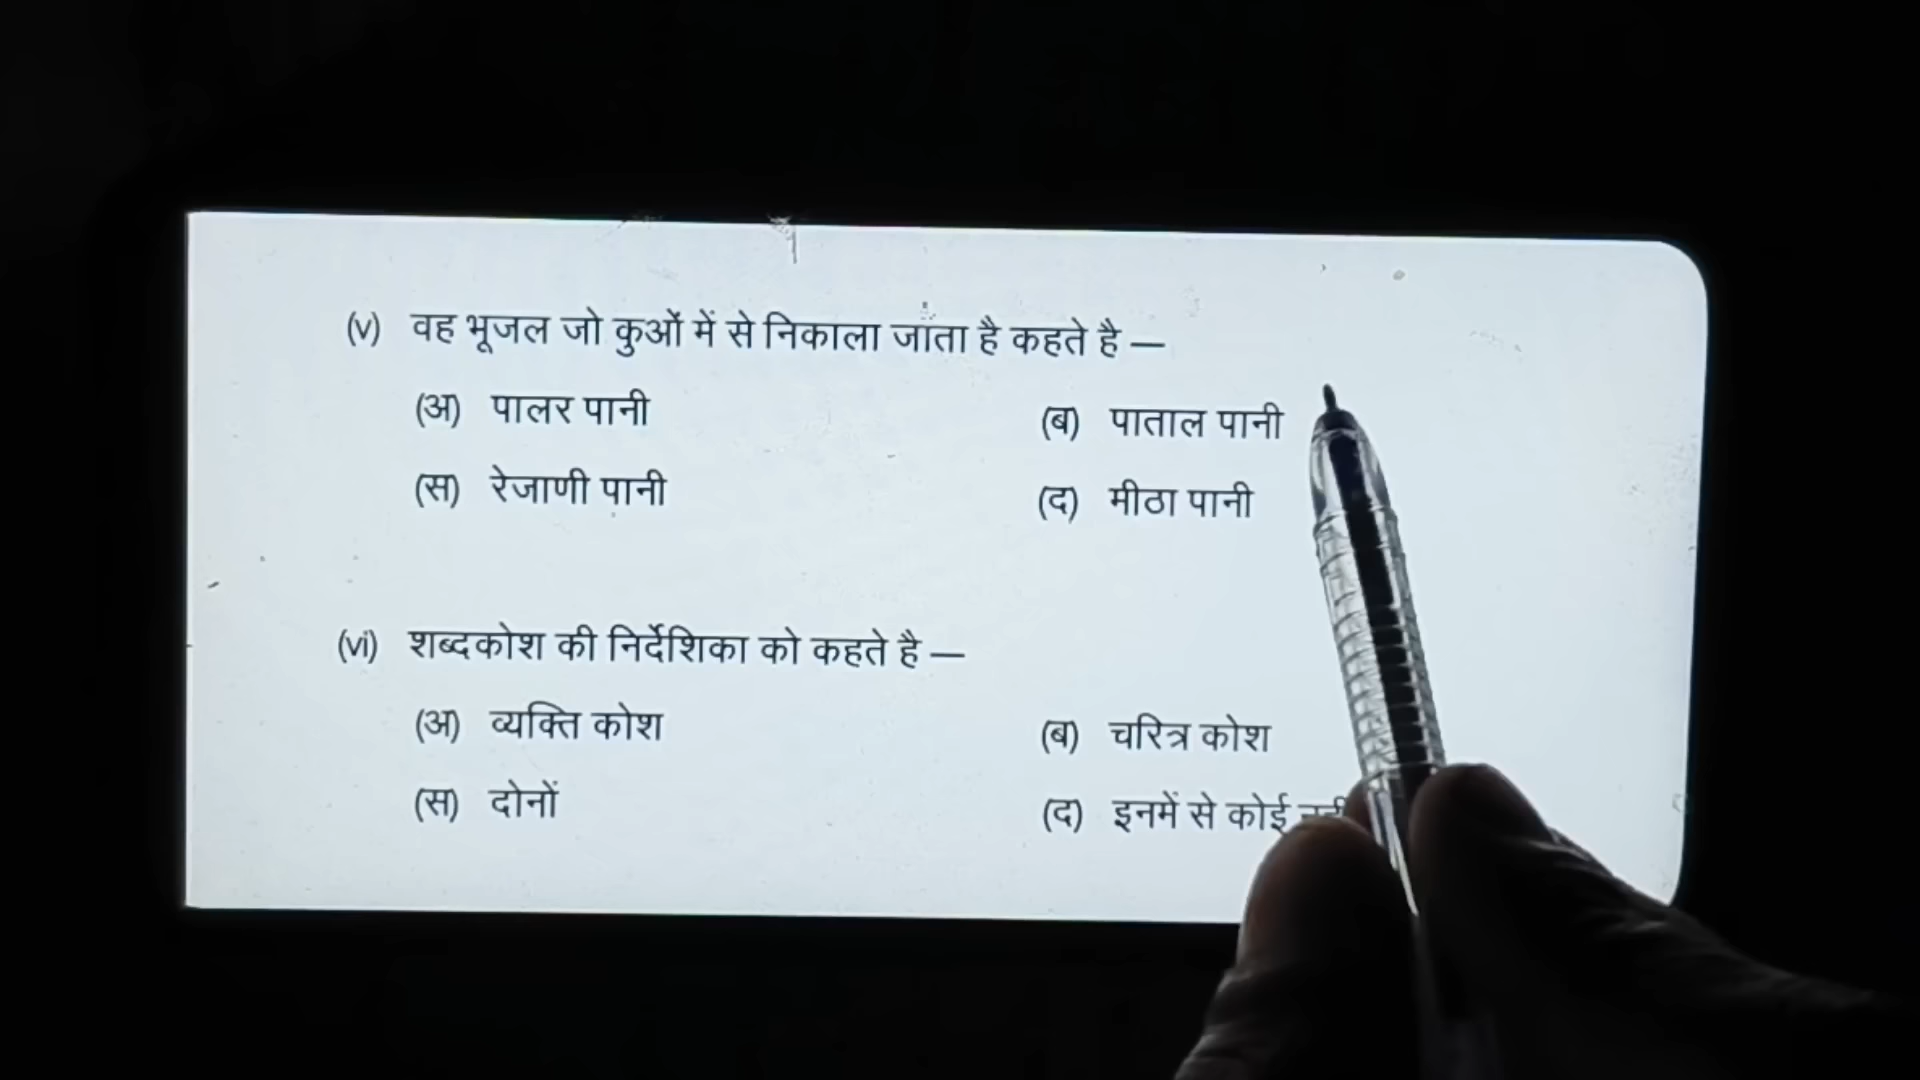 (v) वह भूजल जो कुओं में से निकाला जाता है कहते है —
(अ) पालर पानी (ब) पाताल पानी
(स) रेजाणी पानी (द) मीठा पानी
(vi) शब्दकोश की निर्देशिका को कहते है —
(अ) व्यक्ति कोश (ब) चरित्र कोश
(स) दोनों (द) इनमें से कोई